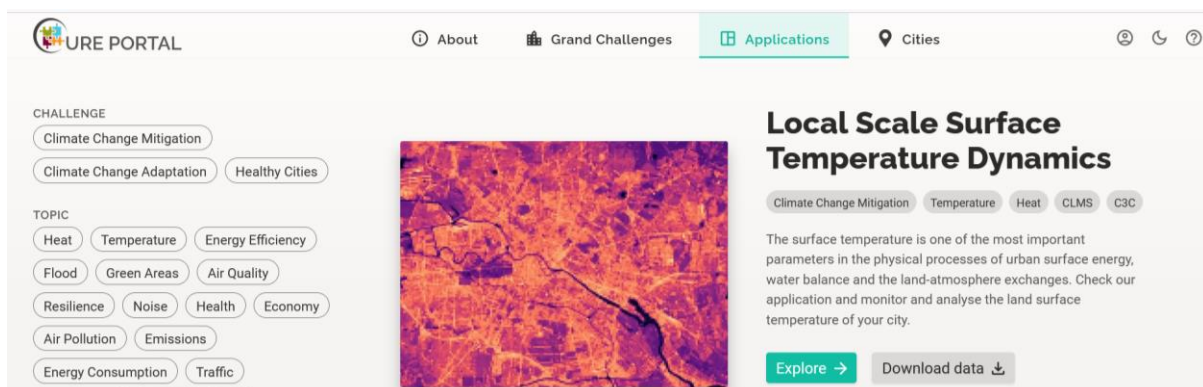 URE PORTAL
About
Grand Challenges
Applications
Cities
CHALLENGE
Climate Change Mitigation
Climate Change Adaptation Healthy Cities
TOPIC
Heat Temperature Energy Efficiency
Flood Green Areas Air Quality
Resilience Noise Health Economy
Air Pollution Emissions
Energy Consumption Traffic
Local Scale Surface
Temperature Dynamics
Climate Change Mitigation Temperature Heat CLMS C3C
The surface temperature is one of the most important
parameters in the physical processes of urban surface energy,
water balance and the land-atmosphere exchanges. Check our
application and monitor and analyse the land surface
temperature of your city.
Explore
Download data